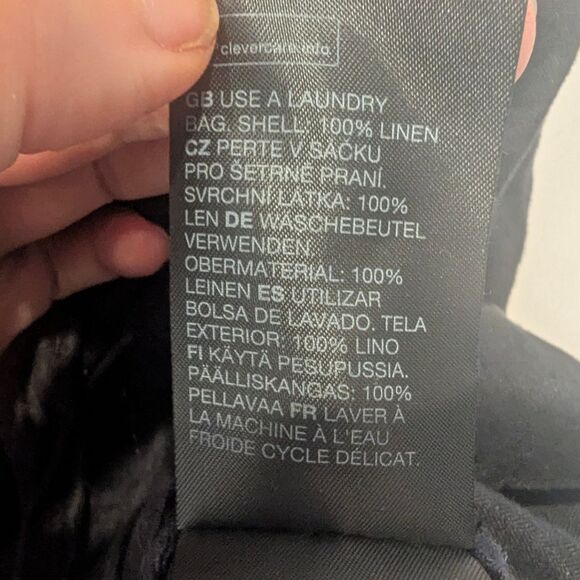 clevercare.info
GB USE A LAUNDRY
BAG. SHELL: 100% LINEN
CZ PERTE V SÁČKU
PRO ŠETRNÉ PRANÍ.
SVRCHNÍ LÁTKA: 100%
LEN DE WÄSCHEBEUTEL
VERWENDEN.
OBERMATERIAL: 100%
LEINEN ES UTILIZAR
BOLSA DE LAVADO. TELA
EXTERIOR: 100% LINO
FI KÄYTÄ PESUPUSSIA.
PÄÄLLISKANGAS: 100%
PELLAVAA FR LAVER À
LA MACHINE À L'EAU
FROIDE CYCLE DÉLICAT.